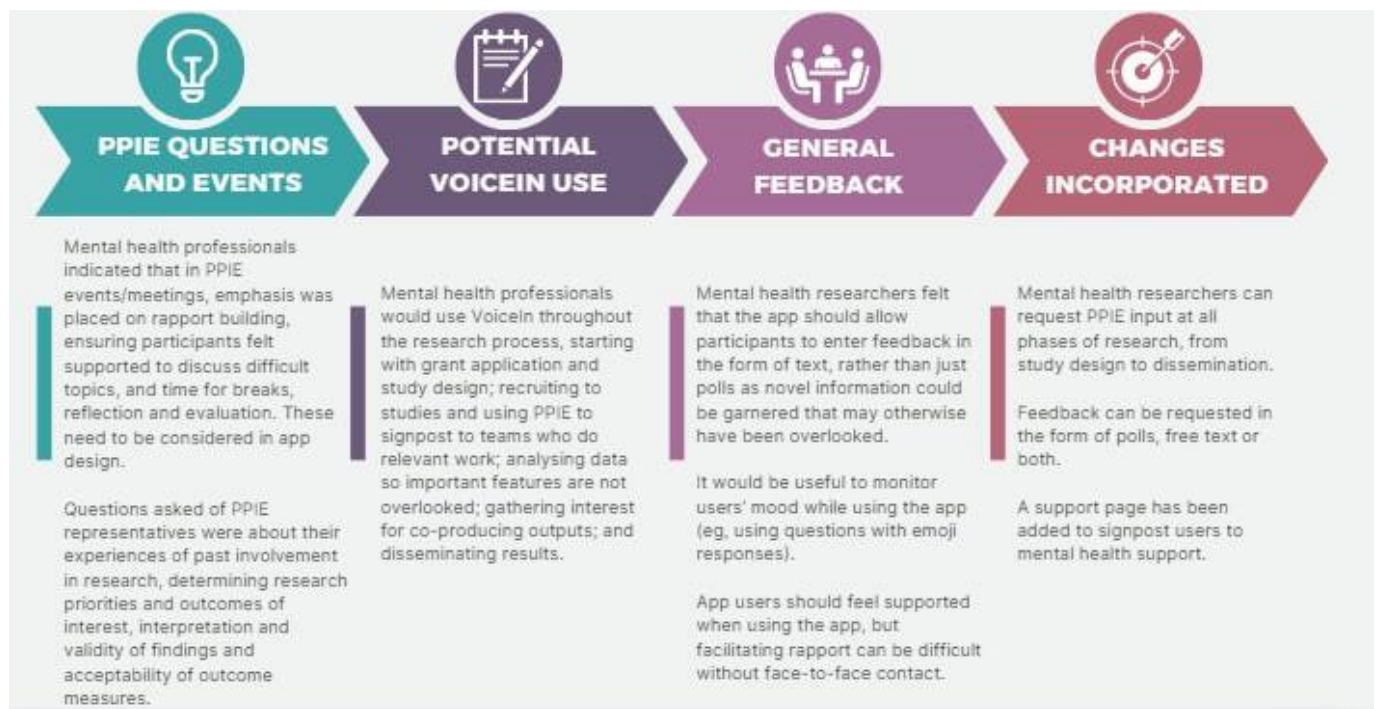 PPIE QUESTIONS
AND EVENTS
Mental health professionals
indicated that in PPIE
events/meetings, emphasis was
placed on rapport building,
ensuring participants felt
supported to discuss difficult
topics, and time for breaks,
reflection and evaluation. These
need to be considered in app
design.
Questions asked of PPIE
representatives were about their
experiences of past involvement
in research, determining research
priorities and outcomes of
interest, interpretation and
validity of findings and
acceptability of outcome
measures.
POTENTIAL
VOICEIN USE
Mental health professionals
would use VoiceIn throughout
the research process, starting
with grant application and
study design; recruiting to
studies and using PPIE to
signpost to teams who do
relevant work; analysing data
so important features are not
overlooked; gathering interest
for co-producing outputs; and
disseminating results.
GENERAL
FEEDBACK
Mental health researchers felt
that the app should allow
participants to enter feedback in
the form of text, rather than just
polls as novel information could
be garnered that may otherwise
have been overlooked.
It would be useful to monitor
users' mood while using the app
(eg, using questions with emoji
responses).
App users should feel supported
when using the app, but
facilitating rapport can be difficult
without face-to-face contact.
CHANGES
INCORPORATED
Mental health researchers can
request PPIE input at all
phases of research, from
study design to dissemination.
Feedback can be requested in
the form of polls, free text or
both.
A support page has been
added to signpost users to
mental health support.